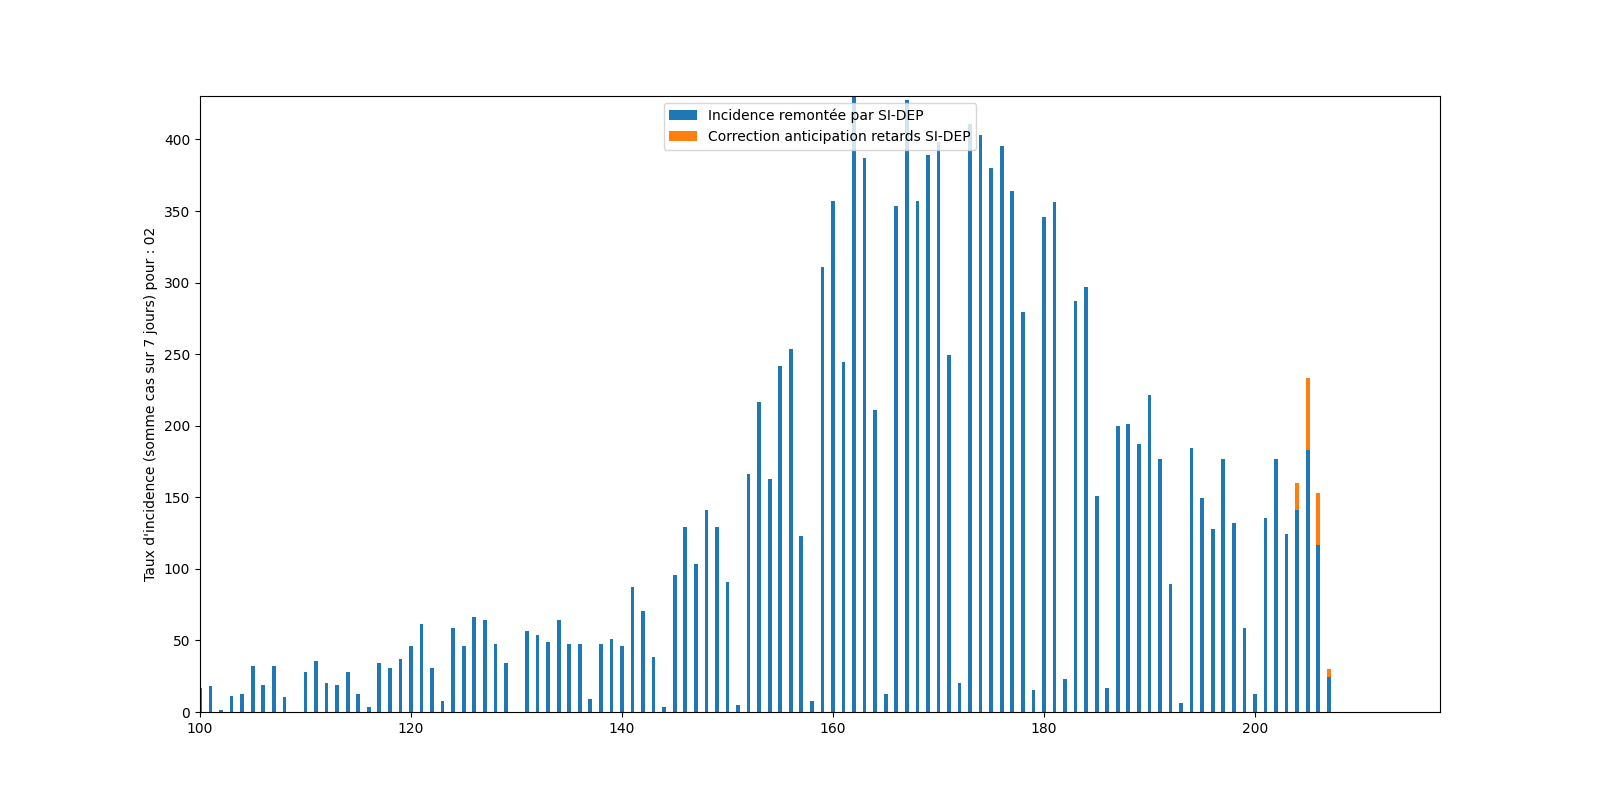 Incidence remontée par SI-DEP
Correction anticipation retards SI-DEP
Taux d'incidence (somme cas sur 7 jours) pour : 02
400
350
300
250
200
150
100
50
0
100 120 140 160 180 200